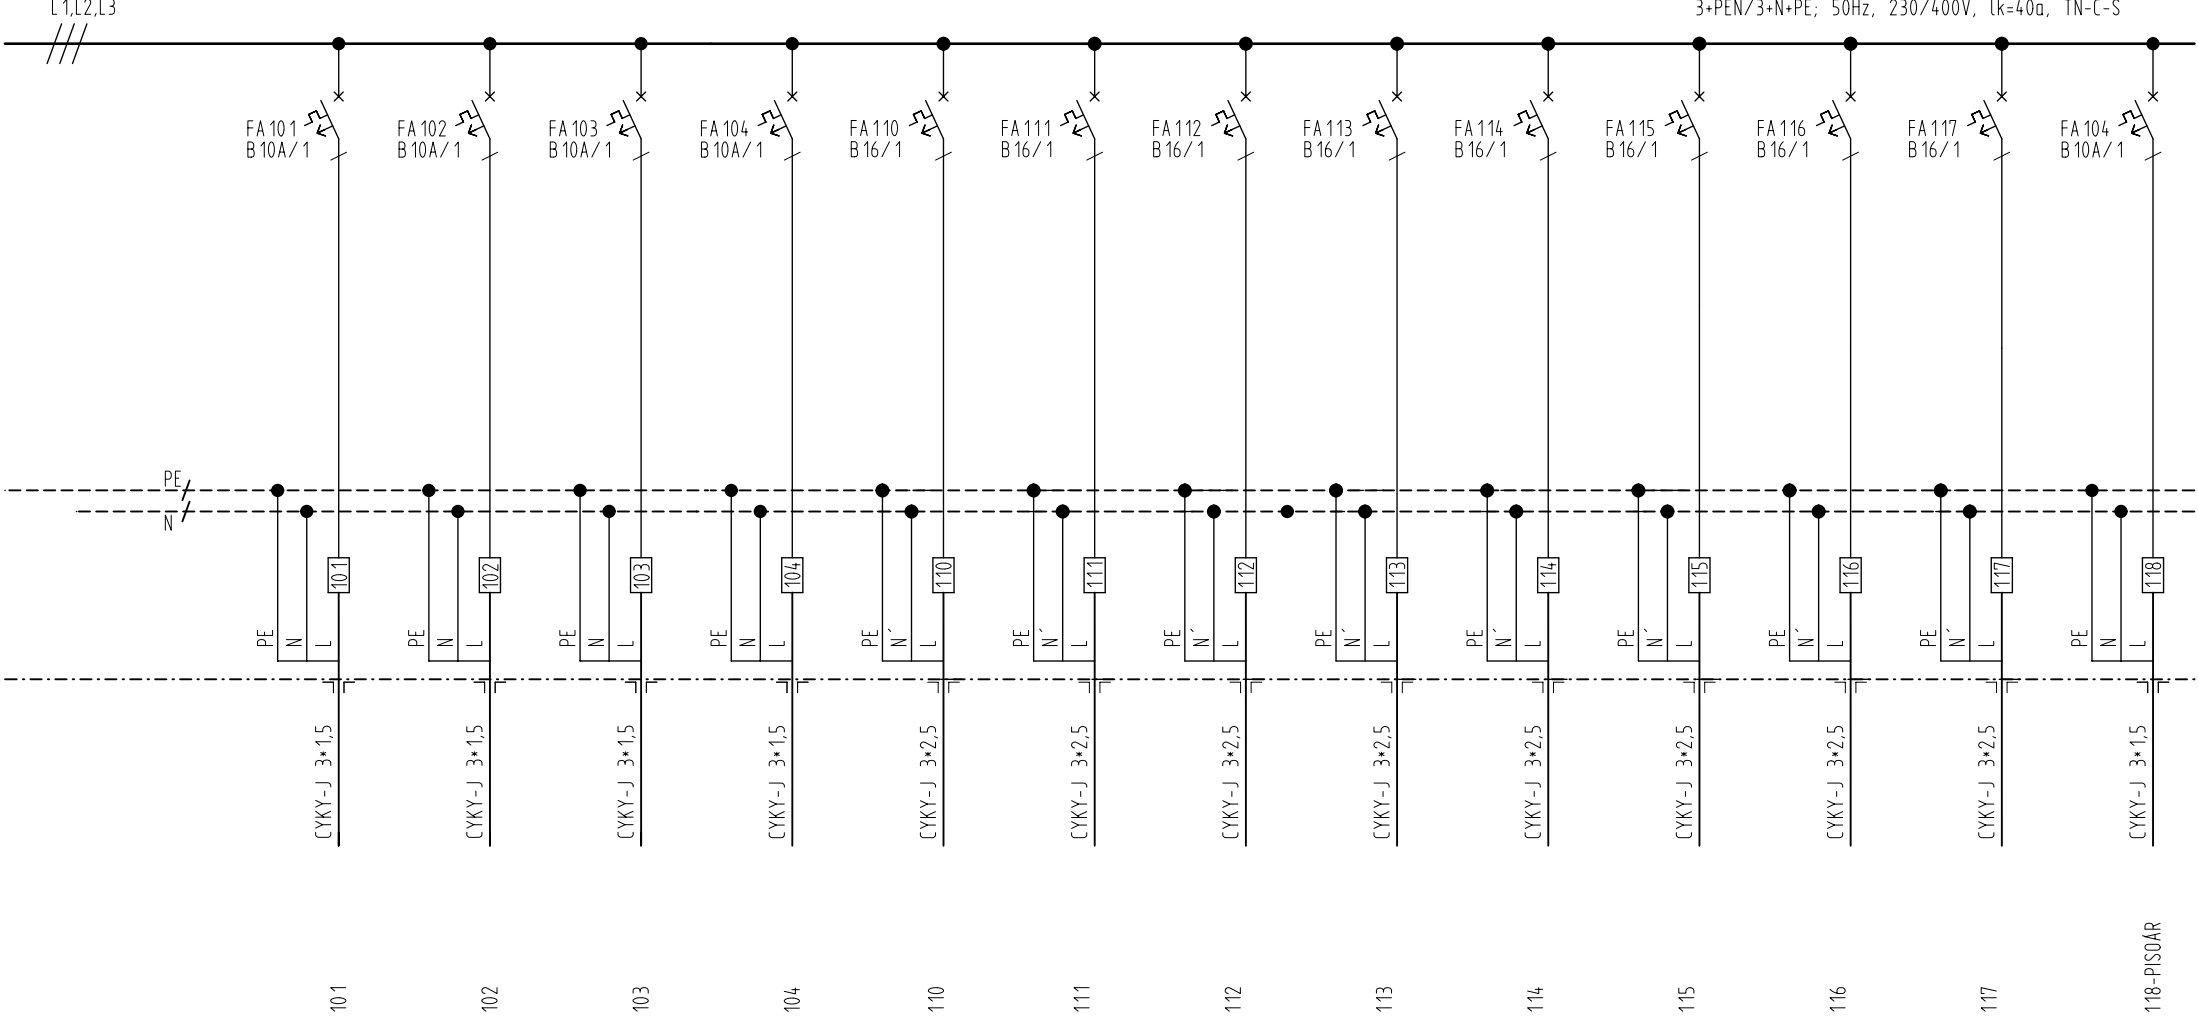 L1,L2,L3
3+PEN/3+N+PE; 50Hz, 230/400V, Ik=40a, TN-C-S
FA101
B10A/1
FA102
B10A/1
FA103
B10A/1
FA104
B10A/1
FA110
B16/1
FA111
B16/1
FA112
B16/1
FA113
B16/1
FA114
B16/1
FA115
B16/1
FA116
B16/1
FA117
B16/1
FA104
B10A/1
PE
N
101
102
103
104
110
111
112
113
114
115
116
117
118
PE
N
L
PE
N
L
PE
N
L
PE
N
L
PE
N´
L
PE
N´
L
PE
N´
L
PE
N´
L
PE
N´
L
PE
N´
L
PE
N´
L
PE
N´
L
PE
N
L
CYKY-J 3*1,5
CYKY-J 3*1,5
CYKY-J 3*1,5
CYKY-J 3*1,5
CYKY-J 3*2,5
CYKY-J 3*2,5
CYKY-J 3*2,5
CYKY-J 3*2,5
CYKY-J 3*2,5
CYKY-J 3*2,5
CYKY-J 3*2,5
CYKY-J 3*2,5
CYKY-J 3*1,5
101
102
103
104
110
111
112
113
114
115
116
117
118-PISOÁR